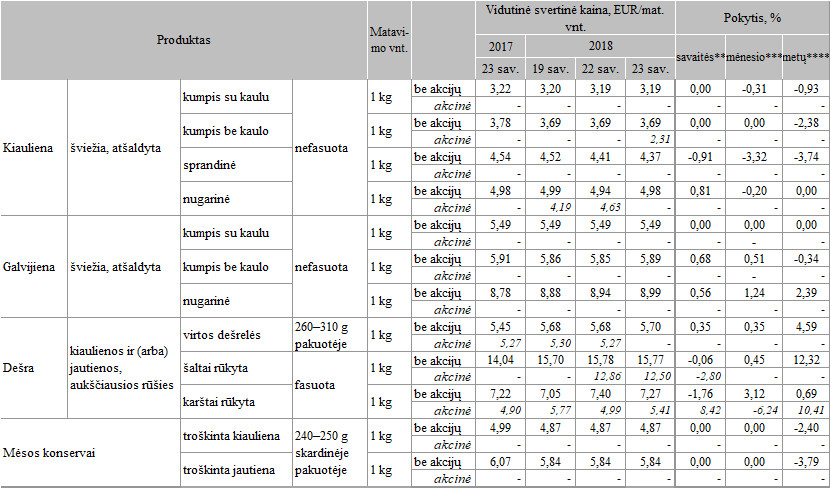 Produktas Matavi-mo vnt. Vidutinė svertinė kaina, EUR/mat. vnt. Pokytis, %
2017 2018 savaitės** mėnesio*** metų****
23 sav. 19 sav. 22 sav. 23 sav.
Kiauliena šviežia, atšaldyta kumpis su kaulu nefasuota 1 kg be akcijų 3,22 3,20 3,19 3,19 0,00 -0,31 -0,93
akcinė - - - - - - -
kumpis be kaulo 1 kg be akcijų 3,78 3,69 3,69 3,69 0,00 0,00 -2,38
akcinė - - - 2,31 - - -
sprandinė 1 kg be akcijų 4,54 4,52 4,41 4,37 -0,91 -3,32 -3,74
akcinė - - - - - - -
nugarinė 1 kg be akcijų 4,98 4,99 4,94 4,98 0,81 -0,20 0,00
akcinė - 4,19 4,63 - - - -
Galvijiena šviežia, atšaldyta kumpis su kaulu nefasuota 1 kg be akcijų 5,49 5,49 5,49 5,49 0,00 0,00 0,00
akcinė - - - - - - -
kumpis be kaulo 1 kg be akcijų 5,91 5,86 5,85 5,89 0,68 0,51 -0,34
akcinė - - - - - - -
nugarinė 1 kg be akcijų 8,78 8,88 8,94 8,99 0,56 1,24 2,39
akcinė - - - - - - -
Dešra kiaulienos ir (arba) jautienos, aukščiausios rūšies virtos dešrelės 260–310 g pakuotėje 1 kg be akcijų 5,45 5,68 5,68 5,70 0,35 0,35 4,59
akcinė 5,27 5,30 5,27 - - - -
šaltai rūkyta fasuota 1 kg be akcijų 14,04 15,70 15,78 15,77 -0,06 0,45 12,32
akcinė - - 12,86 12,50 -2,80 - -
karštai rūkyta 1 kg be akcijų 7,22 7,05 7,40 7,27 -1,76 3,12 0,69
akcinė 4,90 5,77 4,99 5,41 8,42 -6,24 10,41
Mėsos konservai troškinta kiauliena 240–250 g skardinėje pakuotėje 1 kg be akcijų 4,99 4,87 4,87 4,87 0,00 0,00 -2,40
akcinė - - - - - - -
troškinta jautiena 1 kg be akcijų 6,07 5,84 5,84 5,84 0,00 0,00 -3,79
akcinė - - - - - - -